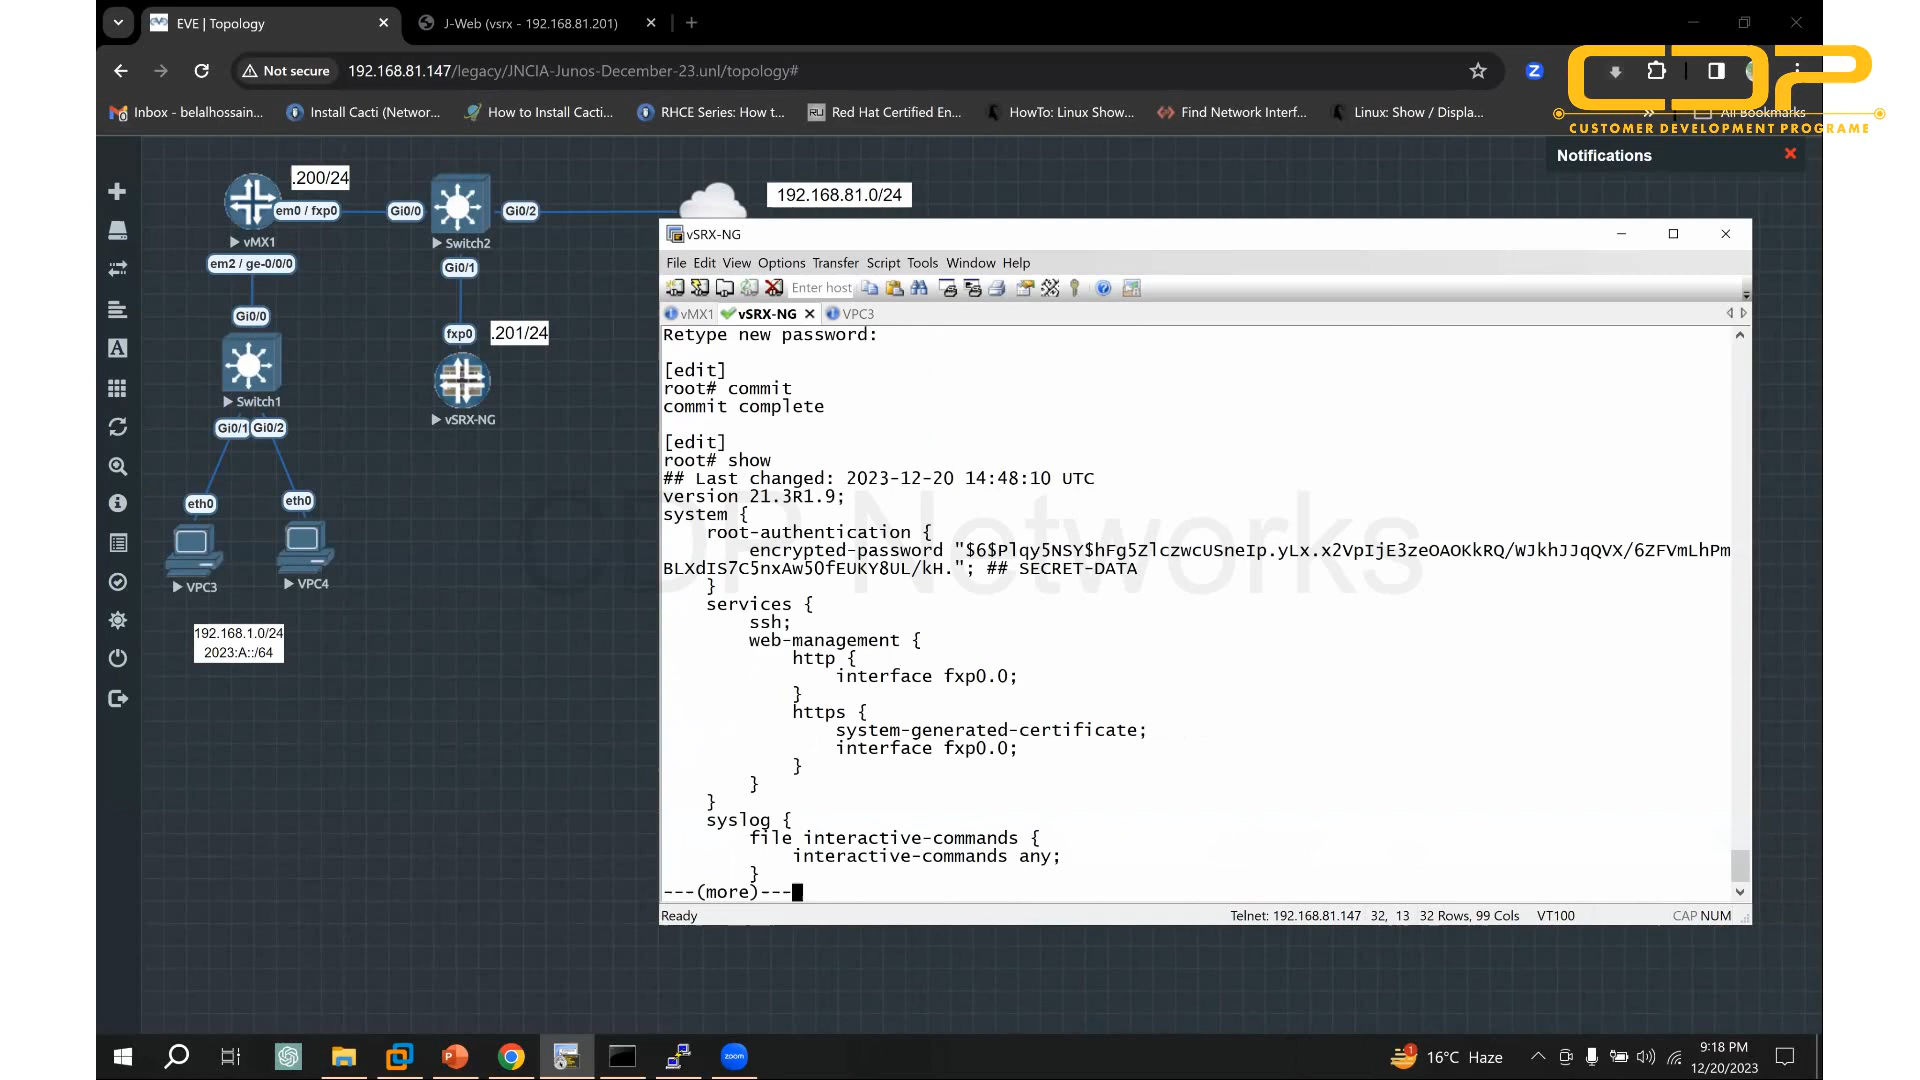 EVE | Topology
J-Web (vsrx - 192.168.81.201)
Not secure
192.168.81.147/legacy/JNCIA-Junos-December-23.unl/topology#
CDP
Inbox - belalhossain...
Install Cacti (Networ...
How to Install Cacti...
RHCE Series: How t...
RU
Red Hat Certified En...
HowTo: Linux Show...
Find Network Interf...
Linux: Show / Displa...
»
All Bookmarks
CUSTOMER DEVELOPMENT PROGRAME
Notifications
.200/24
192.168.81.0/24
em0 / fxp0
Gi0/0
Gi0/2
vMX1
Switch2
em2 / ge-0/0/0
Gi0/1
Gi0/0
fxp0
.201/24
Switch1
vSRX-NG
Gi0/1
Gi0/2
eth0
eth0
VPC3
VPC4
192.168.1.0/24
2023:A::/64
vSRX-NG
File Edit View Options Transfer Script Tools Window Help
Enter host
vMX1
vSRX-NG
VPC3
Retype new password:
[edit]
root# commit
commit complete
[edit]
root# show
## Last changed: 2023-12-20 14:48:10 UTC
version 21.3R1.9;
system {
root-authentication {
encrypted-password "$6$Plqy5NSY$hFg5ZlczwcUSneIp.yLx.x2VpIjE3zeOAOKkRQ/WJkhJJqQVX/6ZFVmLhPm
BLXdIS7c5nxAw5OfEUKY8UL/kH."; ## SECRET-DATA
}
services {
ssh;
web-management {
http {
interface fxp0.0;
}
https {
system-generated-certificate;
interface fxp0.0;
}
}
}
syslog {
file interactive-commands {
interactive-commands any;
}
---(more)---
CDP Networks
Ready
Telnet: 192.168.81.147
32, 13
32 Rows, 99 Cols
VT100
CAP NUM
zoom
1
16°C Haze
9:18 PM
12/20/2023